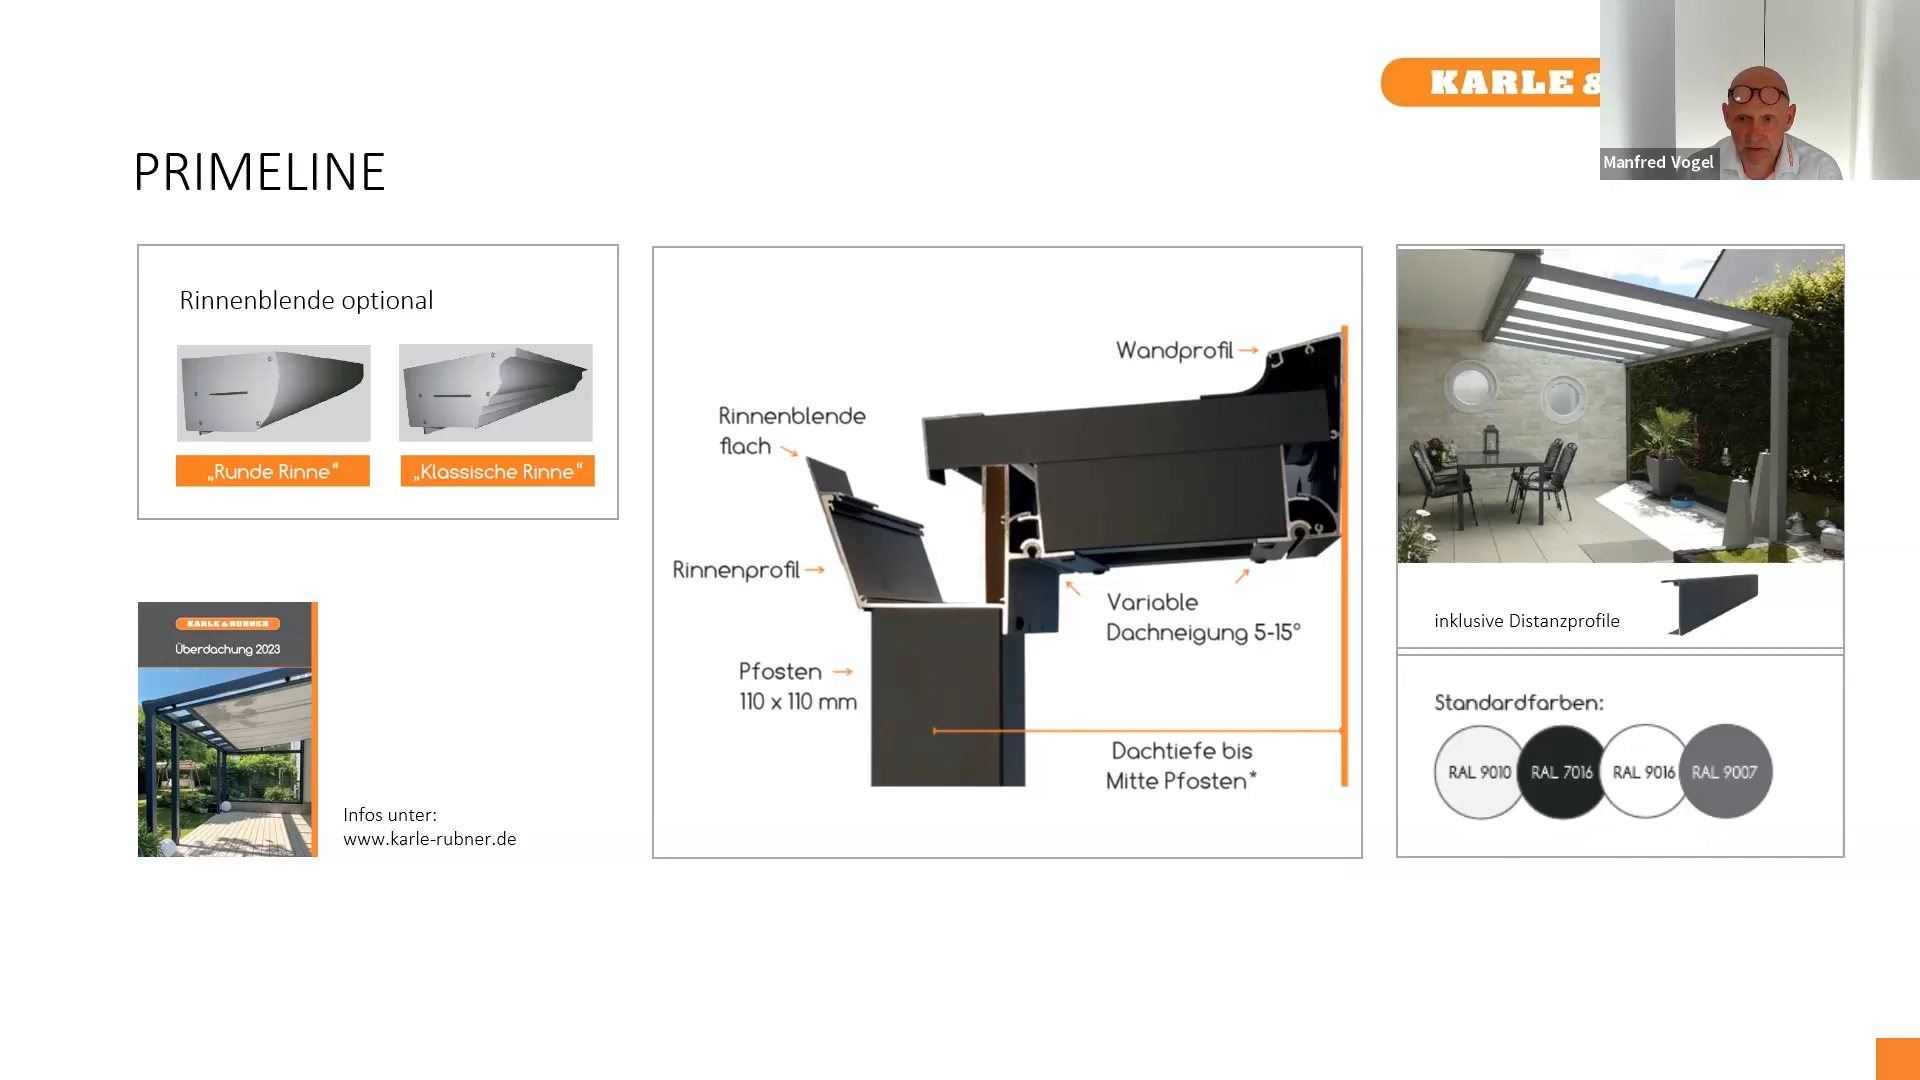 KARLE &
Manfred Vogel
PRIMELINE
Rinnenblende optional
„Runde Rinne“
„Klassische Rinne“
KARLE & RUBNER
Überdachung 2023
Infos unter:
www.karle-rubner.de
Wandprofil
Rinnenblende
flach
Rinnenprofil
Variable
Dachneigung 5-15°
Pfosten
110 x 110 mm
Dachtiefe bis
Mitte Pfosten*
inklusive Distanzprofile
Standardfarben:
RAL 9010
RAL 7016
RAL 9016
RAL 9007